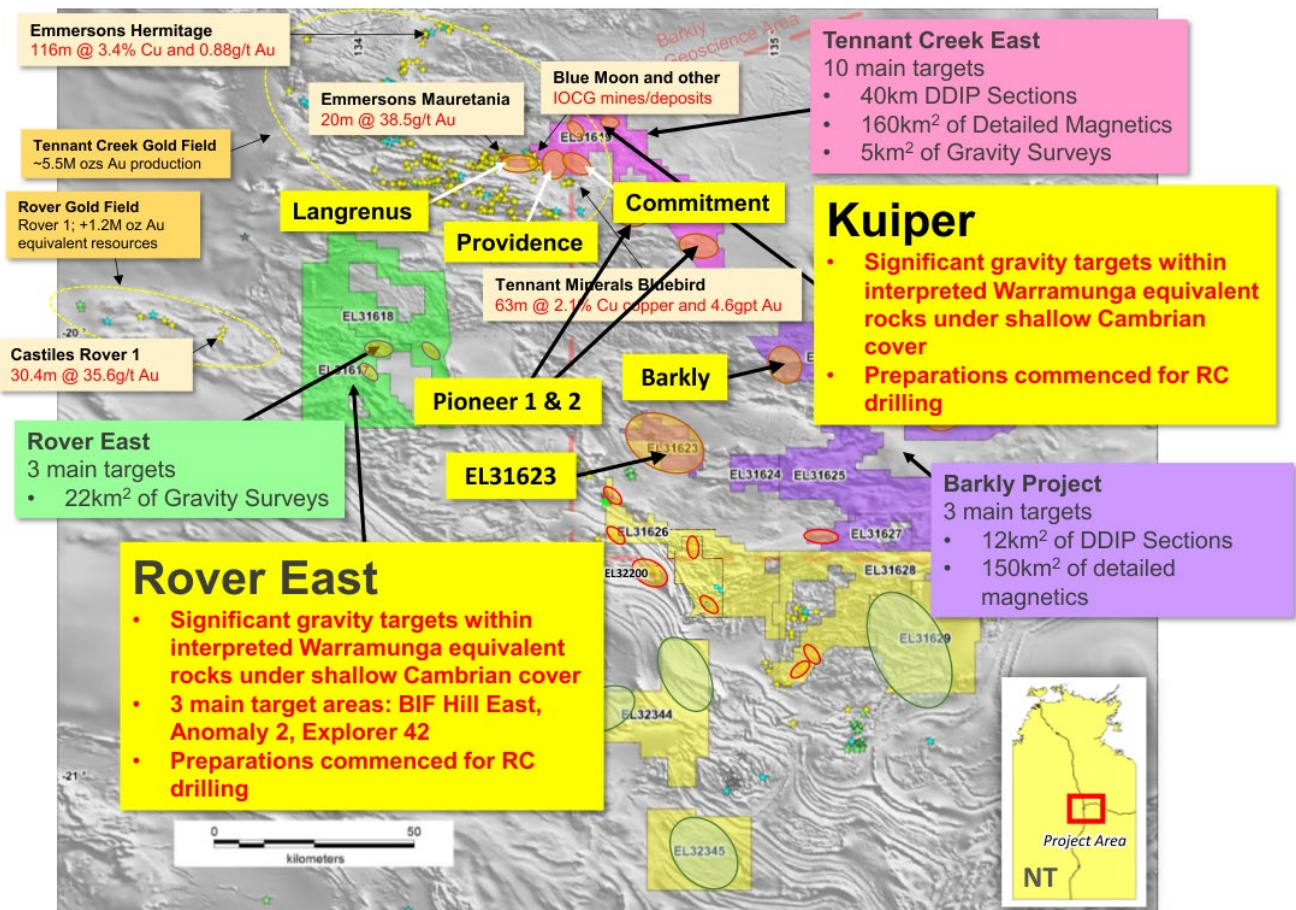 Emmersons Hermitage
116m @ 3.4% Cu and 0.88g/t Au
134
Barkly
Geoscience Area
135
Tennant Creek East
10 main targets
• 40km DDIP Sections
• 160km² of Detailed Magnetics
• 5km² of Gravity Surveys
Emmersons Mauretania
20m @ 38.5g/t Au
Blue Moon and other
IOCG mines/deposits
EL31619
Tennant Creek Gold Field
~5.5M ozs Au production
Rover Gold Field
Rover 1; +1.2M oz Au
equivalent resources
Langrenus
Providence
Commitment
Kuiper
• Significant gravity targets within
interpreted Warramunga equivalent
rocks under shallow Cambrian
cover
• Preparations commenced for RC
drilling
Tennant Minerals Bluebird
63m @ 2.1% Cu copper and 4.6gpt Au
EL31618
-20
Castiles Rover 1
30.4m @ 35.6g/t Au
EL31617
Barkly
Pioneer 1 & 2
Rover East
3 main targets
• 22km² of Gravity Surveys
EL31623
EL31623
EL31624
EL31625
Barkly Project
3 main targets
• 12km² of DDIP Sections
• 150km² of detailed
magnetics
EL31626
EL31627
EL32200
EL31628
Rover East
• Significant gravity targets within
interpreted Warramunga equivalent
rocks under shallow Cambrian cover
• 3 main target areas: BIF Hill East,
Anomaly 2, Explorer 42
• Preparations commenced for RC
drilling
EL31629
EL32344
-21
0 50
kilometers
EL32345
Project Area
NT